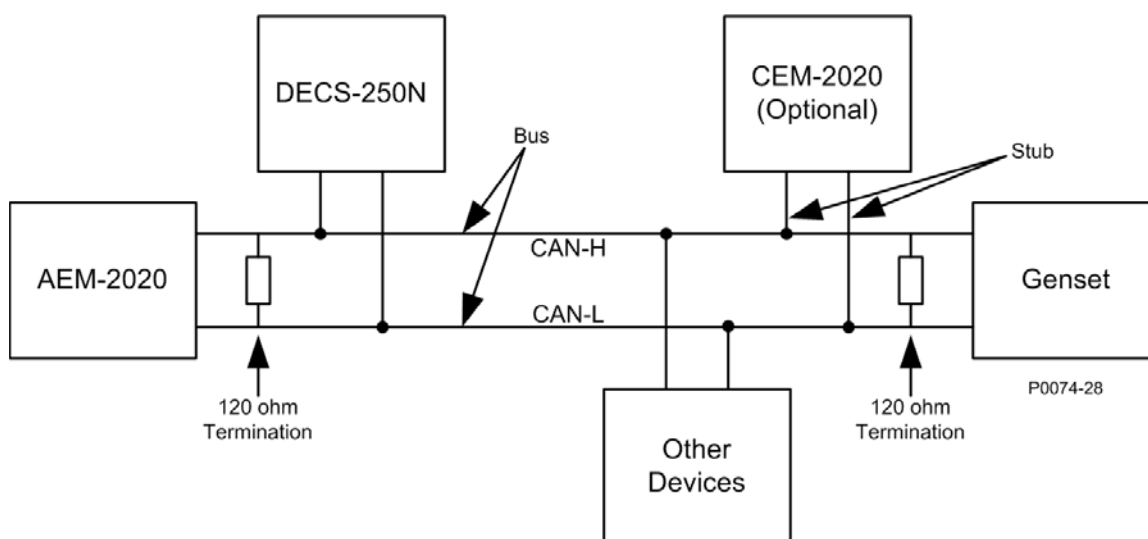 DECS-250N
CEM-2020
(Optional)
Bus
Stub
AEM-2020
CAN-H
Genset
CAN-L
P0074-28
120 ohm
Termination
120 ohm
Termination
Other
Devices